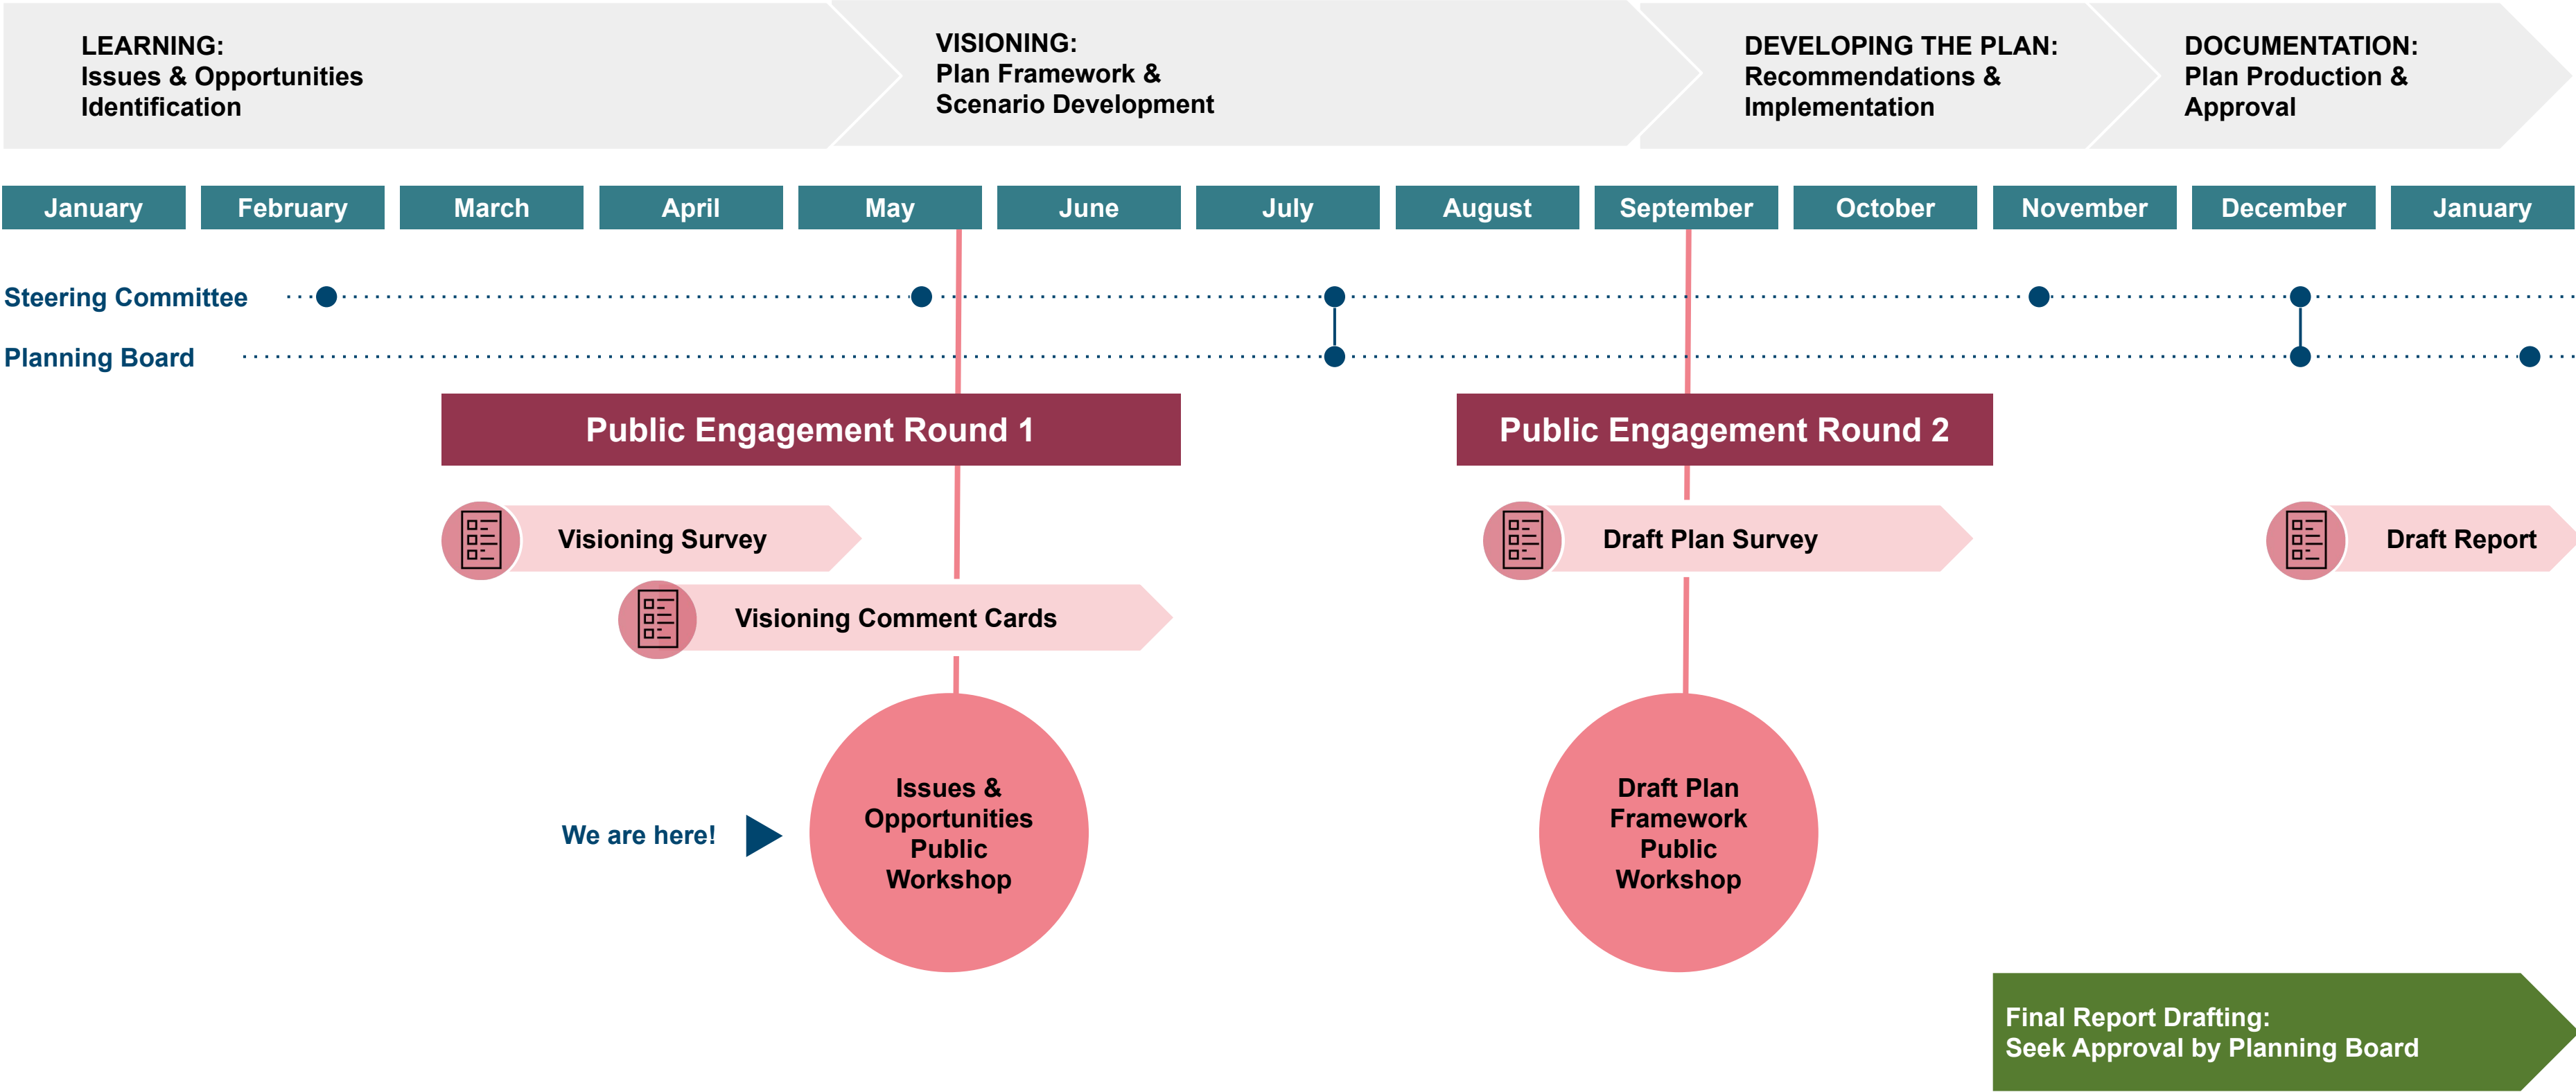 LEARNING:
Issues & Opportunities
Identification
VISIONING:
Plan Framework &
Scenario Development
DEVELOPING THE PLAN:
Recommendations &
Implementation
DOCUMENTATION:
Plan Production &
Approval
January
February
March
April
May
June
July
August
September
October
November
December
January
Steering Committee
Planning Board
Public Engagement Round 1
Public Engagement Round 2
Visioning Survey
Draft Plan Survey
Draft Report
Visioning Comment Cards
We are here!
Issues &
Opportunities
Public
Workshop
Draft Plan
Framework
Public
Workshop
Final Report Drafting:
Seek Approval by Planning Board